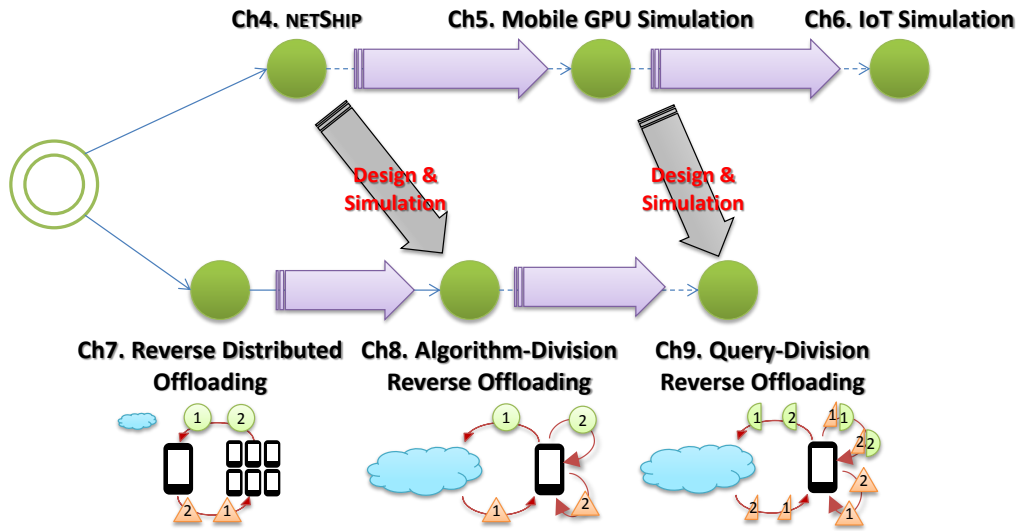 Ch4. NETSHIP
Ch5. Mobile GPU Simulation
Ch6. IoT Simulation
Design &
Simulation
Design &
Simulation
Ch7. Reverse Distributed
Offloading
Ch8. Algorithm-Division
Reverse Offloading
Ch9. Query-Division
Reverse Offloading
1 2
2 1
1 2
1 2
1 2 1 1
2 2
2
2 1 1